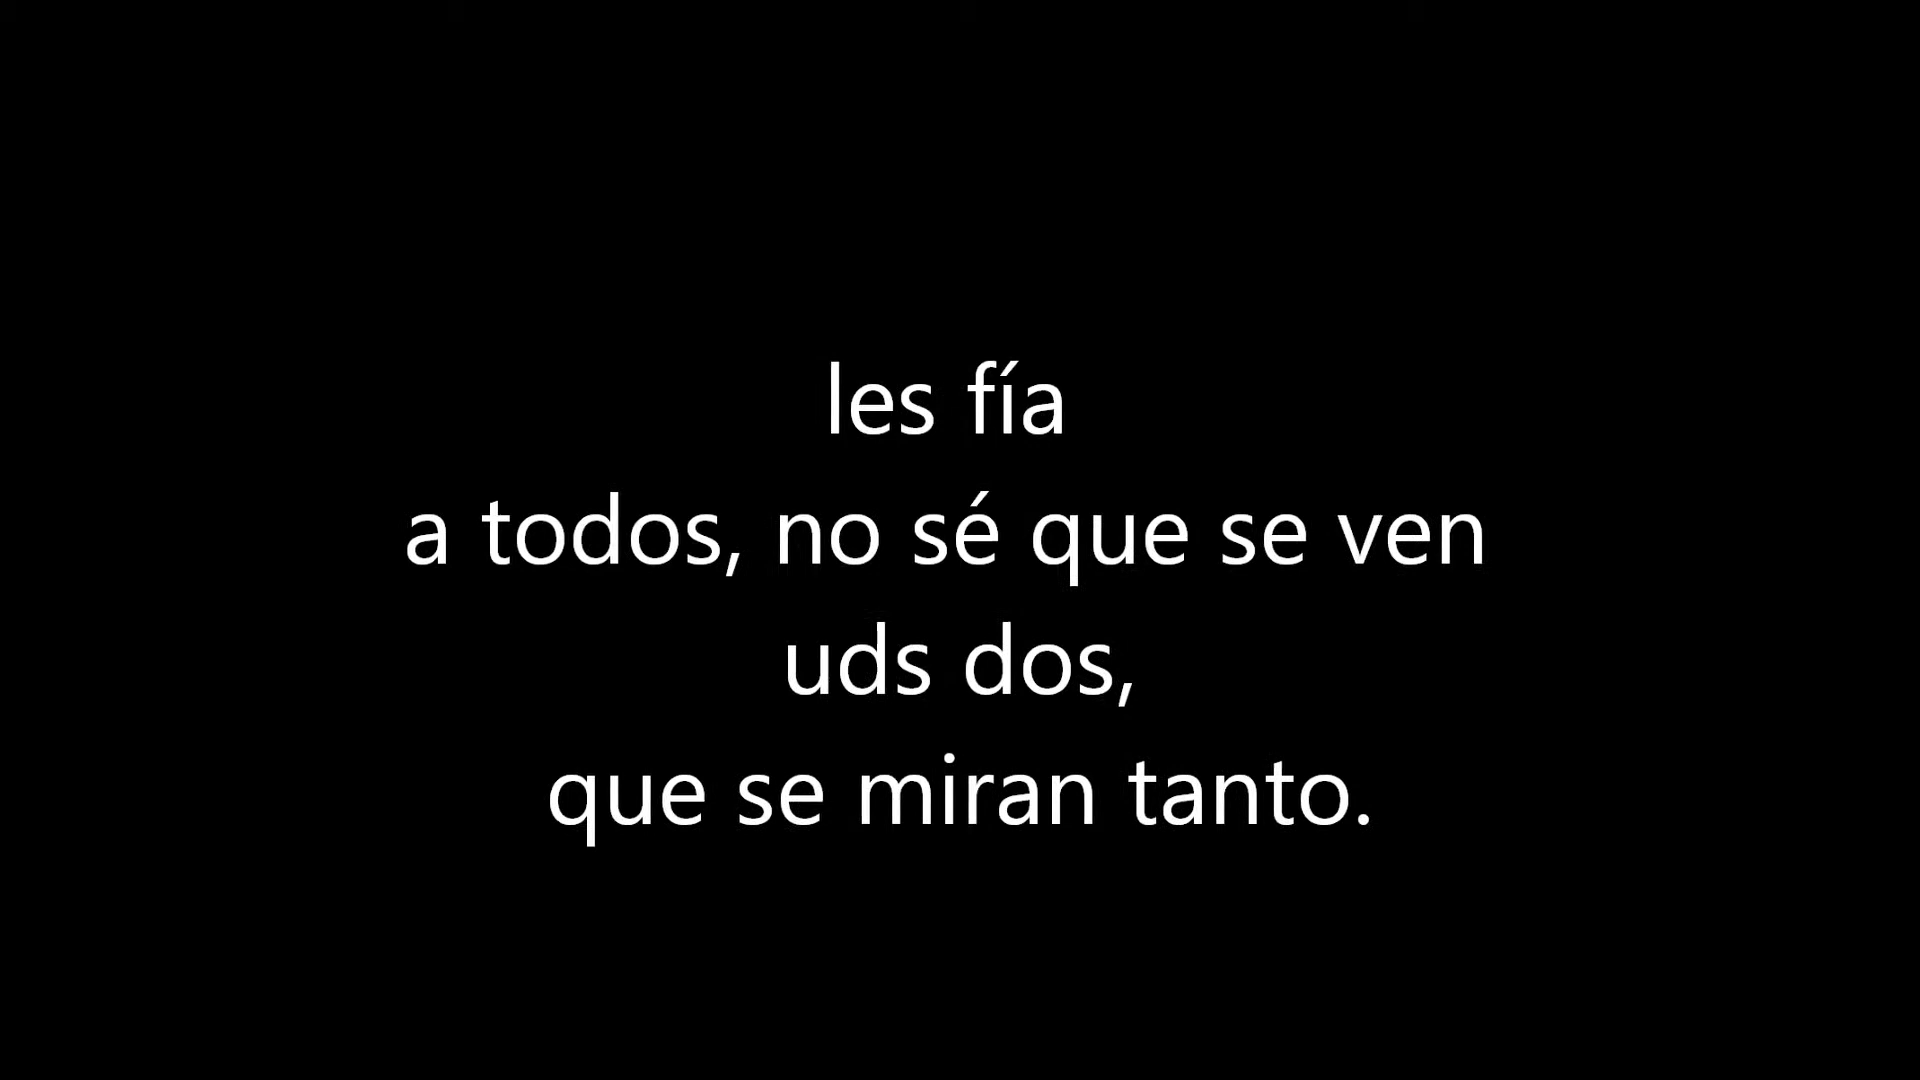 les fía
a todos, no sé que se ven
uds dos,
que se miran tanto.